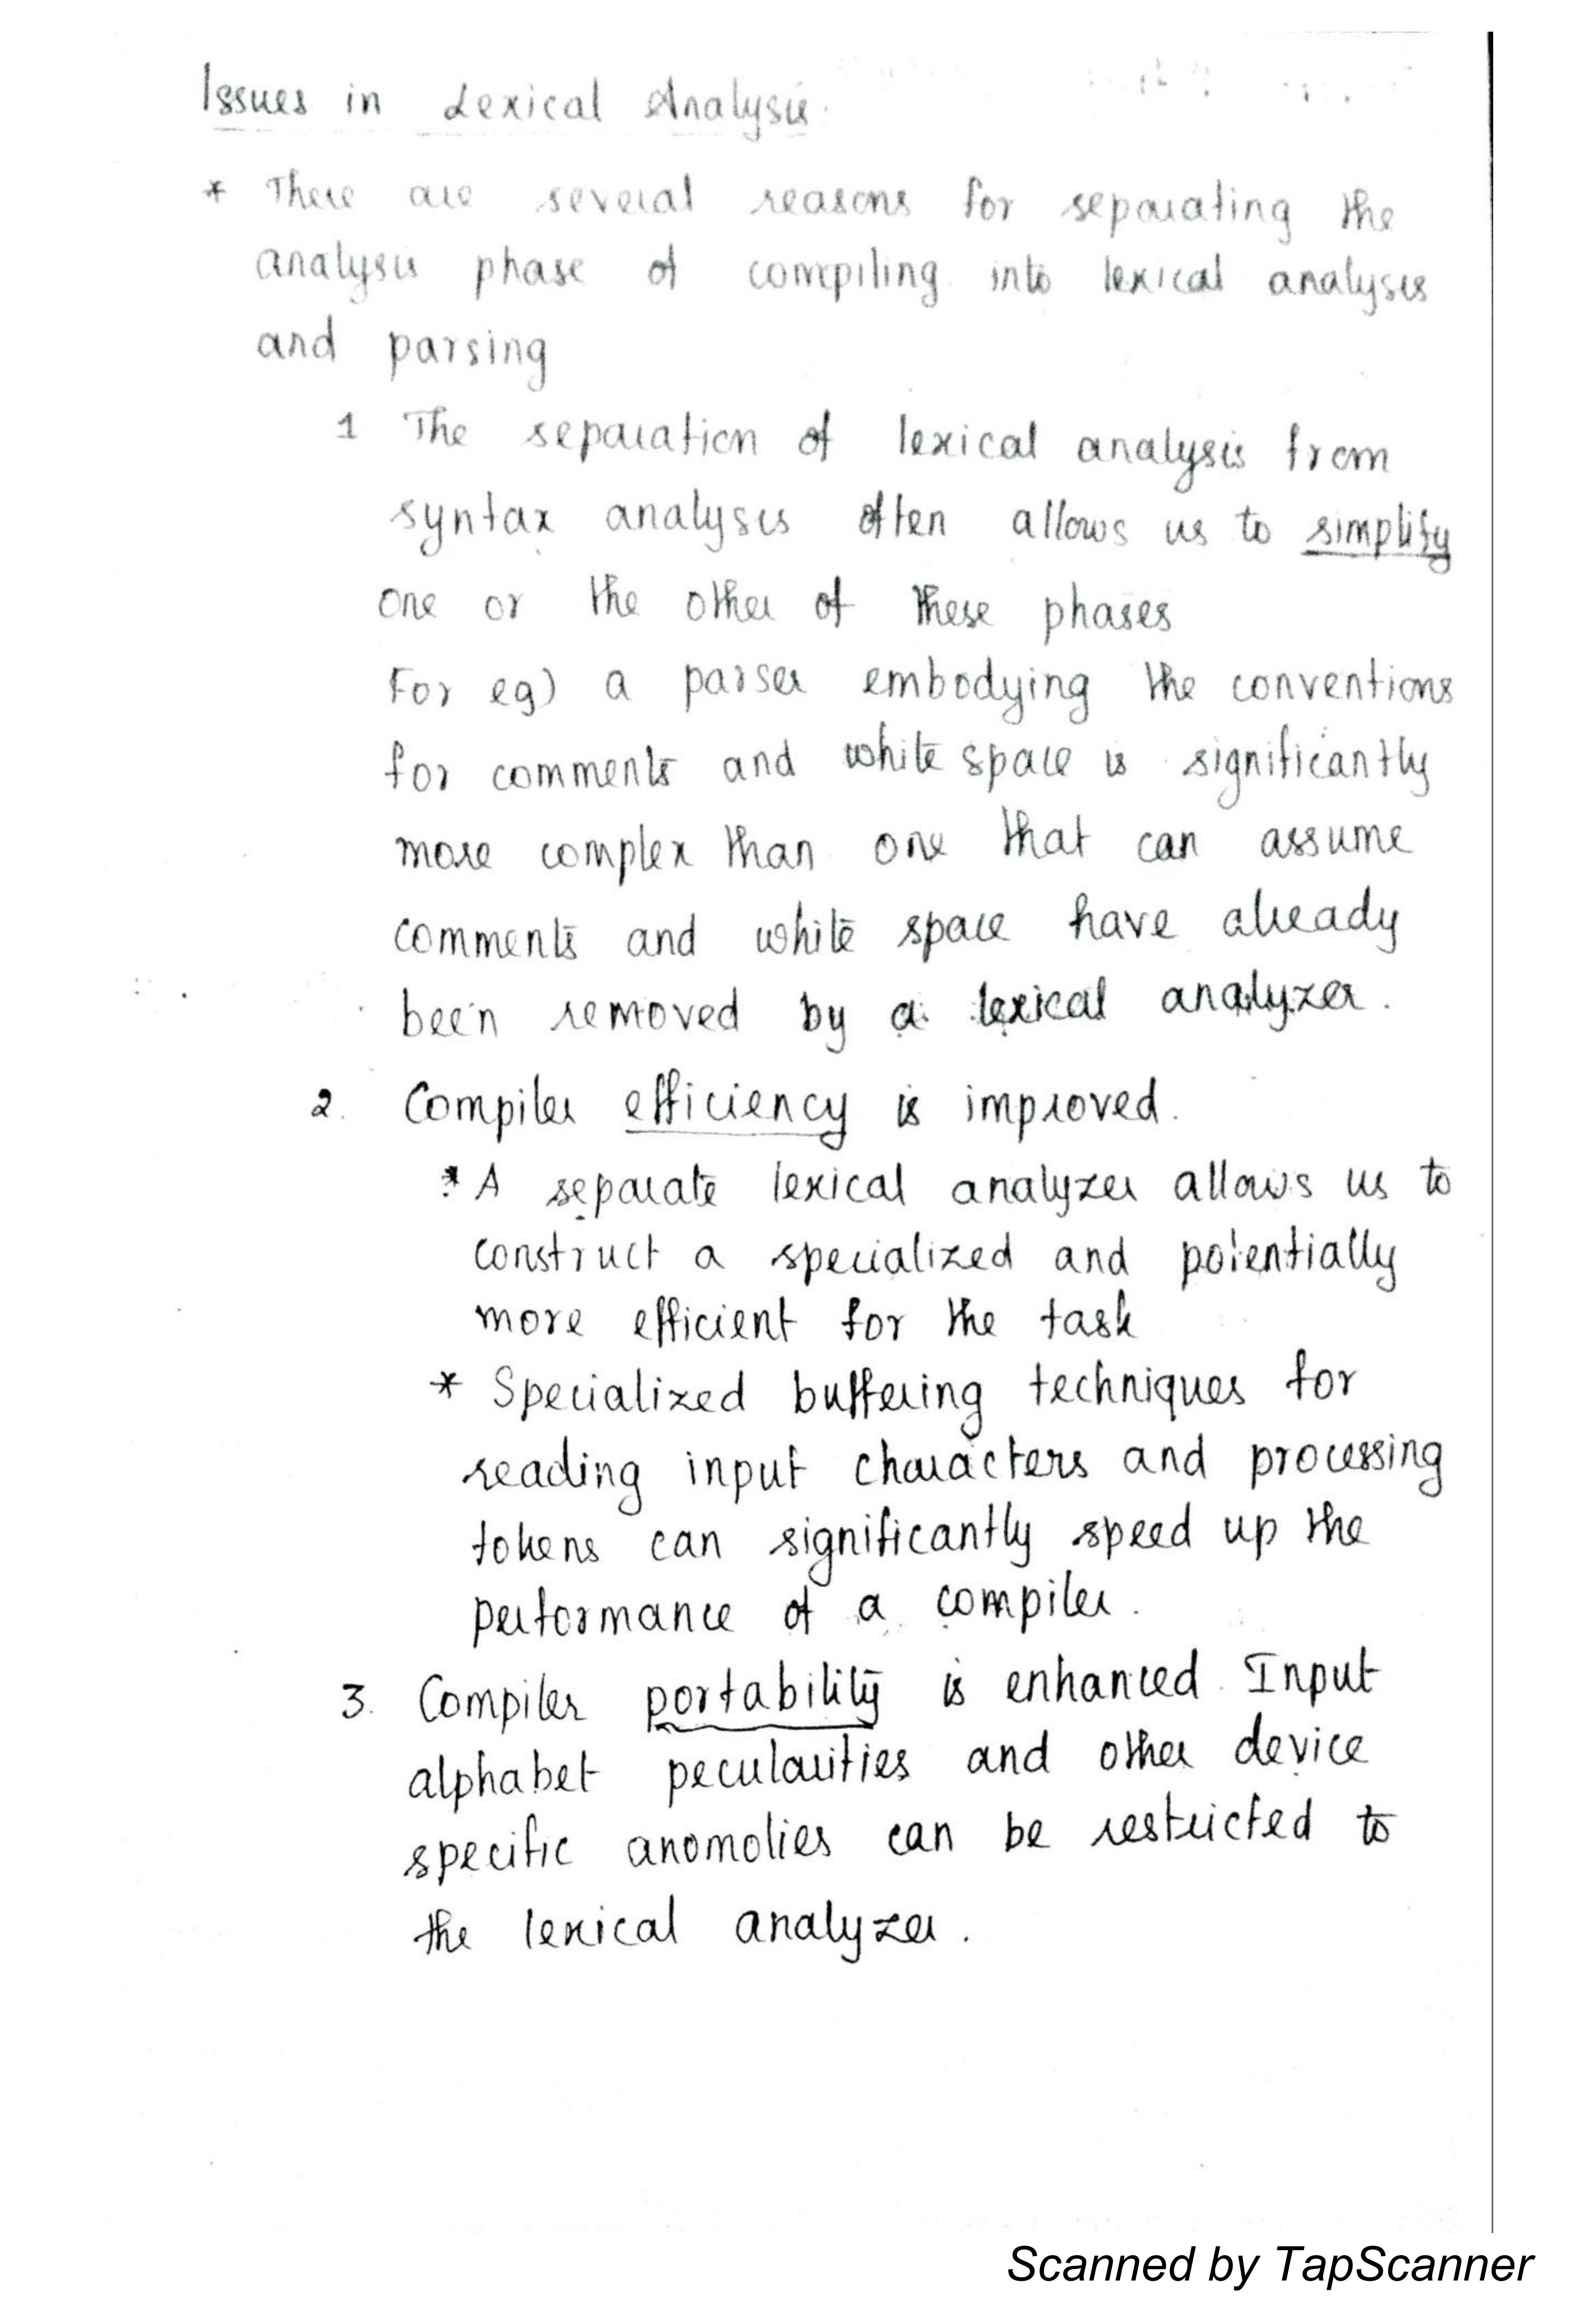 Issues in Lexical Analysis
* There are several reasons for separating the
analysis phase of compiling into lexical analysis
and parsing
1 The separation of lexical analysis from
syntax analysis often allows us to simplify
one or the other of these phases
For eg) a parser embodying the conventions
for comments and white space is significantly
more complex than one that can assume
comments and white space have already
been removed by a lexical analyzer.
2. Compiler efficiency is improved.
* A separate lexical analyzer allows us to
construct a specialized and potentially
more efficient for the task
* Specialized buffering techniques for
reading input characters and processing
tokens can significantly speed up the
performance of a compiler.
3. Compiler portability is enhanced. Input
alphabet pecularities and other device
specific anomolies can be restricted to
the lexical analyzer.
Scanned by TapScanner